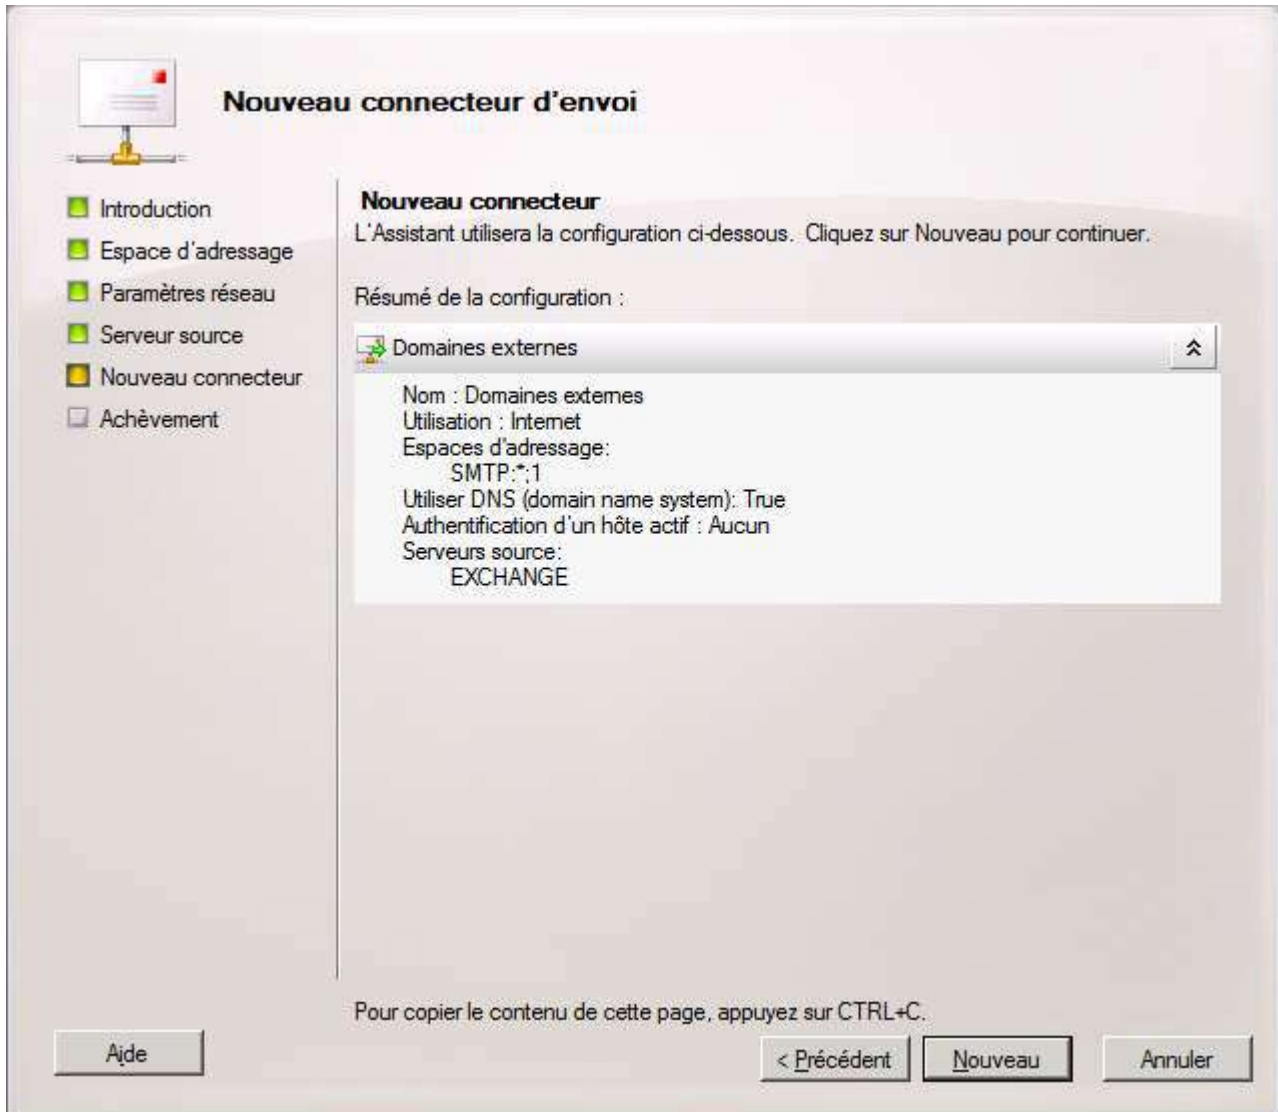 Nouveau connecteur d'envoi
Introduction
Espace d'adressage
Paramètres réseau
Serveur source
Nouveau connecteur
Achèvement
Nouveau connecteur
L'Assistant utilisera la configuration ci-dessous. Cliquez sur Nouveau pour continuer.
Résumé de la configuration :
Domaines externes
Nom : Domaines externes
Utilisation : Internet
Espaces d'adressage:
SMTP:*;1
Utiliser DNS (domain name system): True
Authentification d'un hôte actif : Aucun
Serveurs source:
EXCHANGE
Pour copier le contenu de cette page, appuyez sur CTRL+C.
Aide
< Précédent
Nouveau
Annuler